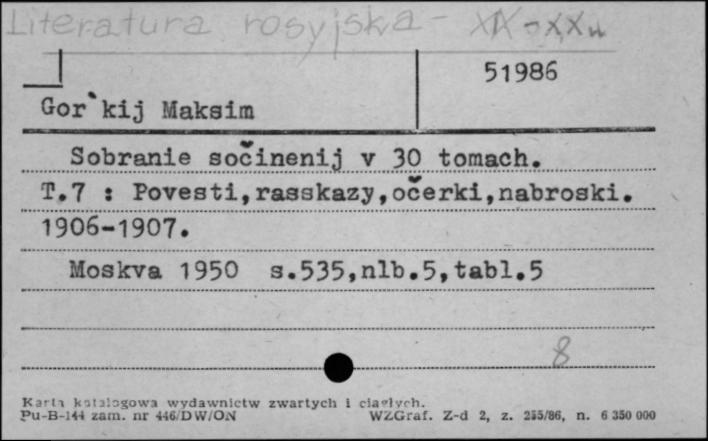 Literatura rosyjska - XIX-XX w
51986
Gor`kij Maksim
Sobranie sočinenij v 30 tomach.
T.7 : Povesti,rasskazy,očerki,nabroski.
1906-1907.
Moskva 1950 s.535,nlb.5,tabl.5
8
Karta katalogowa wydawnictw zwartych i ciągłych.
Pu-B-144 zam. nr 446/DW/ON WZGraf. Z-d 2, z. 255/86, n. 6 350 000